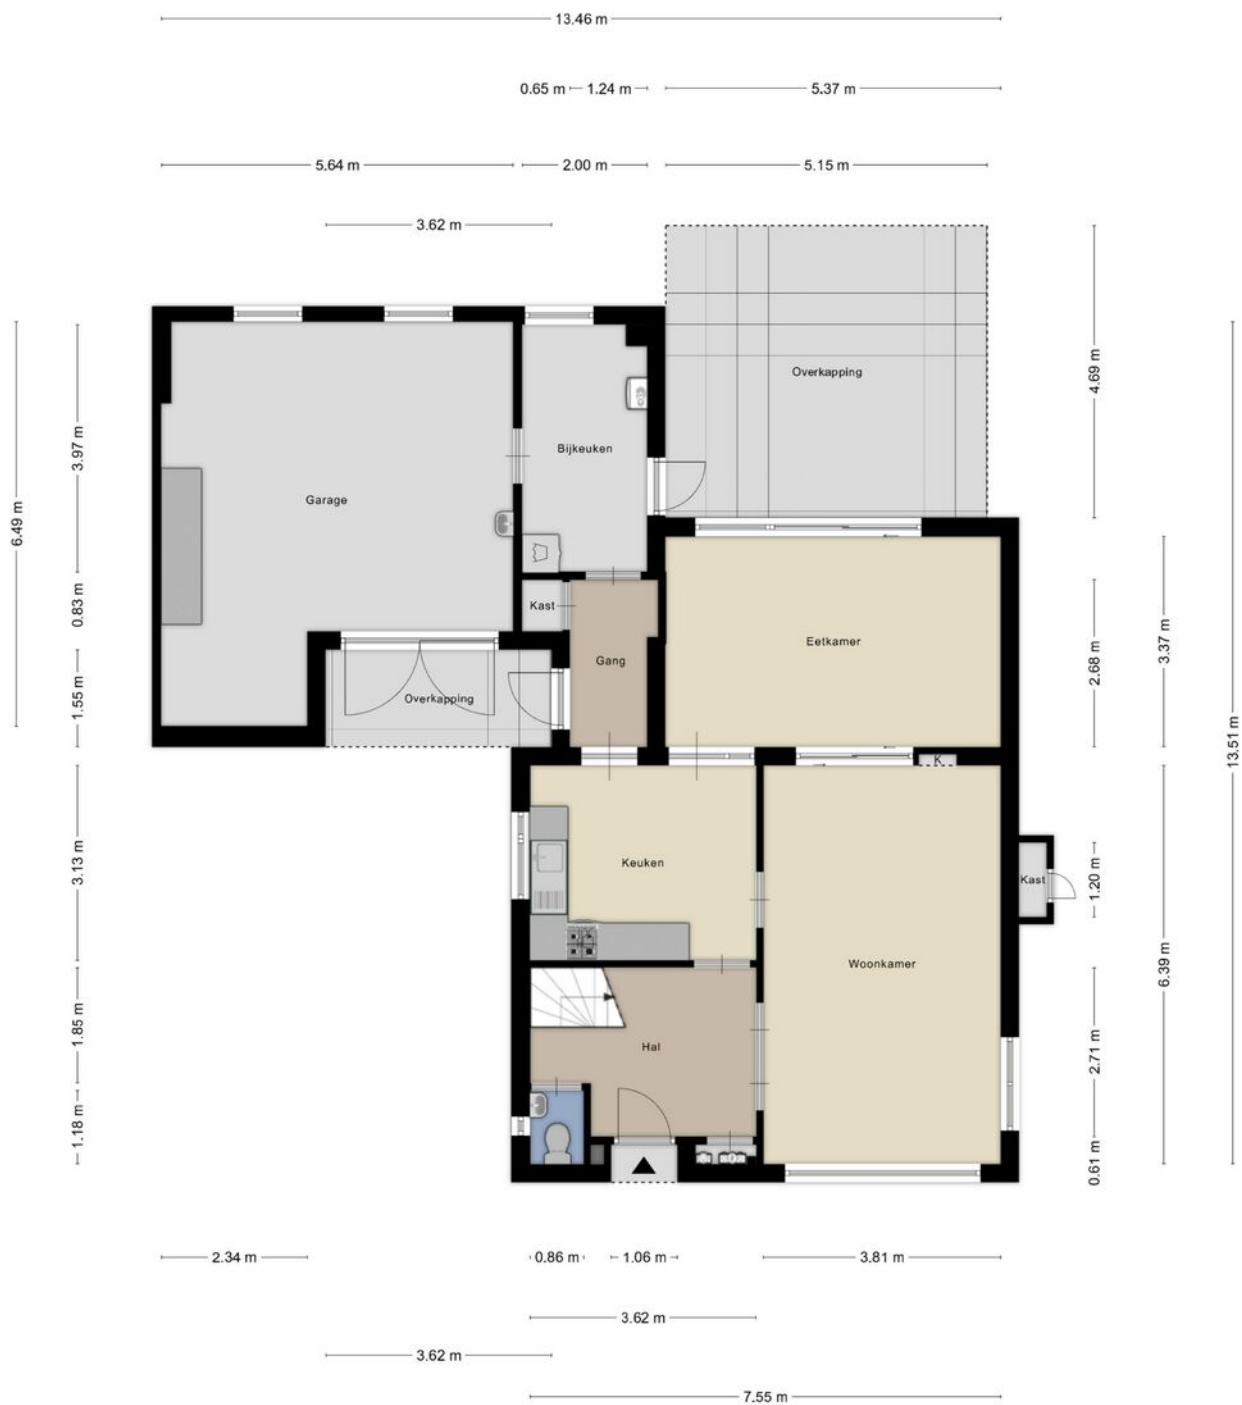 13.46 m
0.65 m
1.24 m
5.37 m
5.64 m
2.00 m
5.15 m
3.62 m
Overkapping
4.69 m
3.97 m
Bijkeuken
6.49 m
Garage
13.51 m
0.83 m
Kast
Eetkamer
3.37 m
Gang
2.68 m
1.55 m
Overkapping
K
3.13 m
Keuken
Kast
1.20 m
Woonkamer
6.39 m
1.85 m
Hal
2.71 m
1.18 m
0.61 m
2.34 m
0.86 m
1.06 m
3.81 m
3.62 m
3.62 m
7.55 m